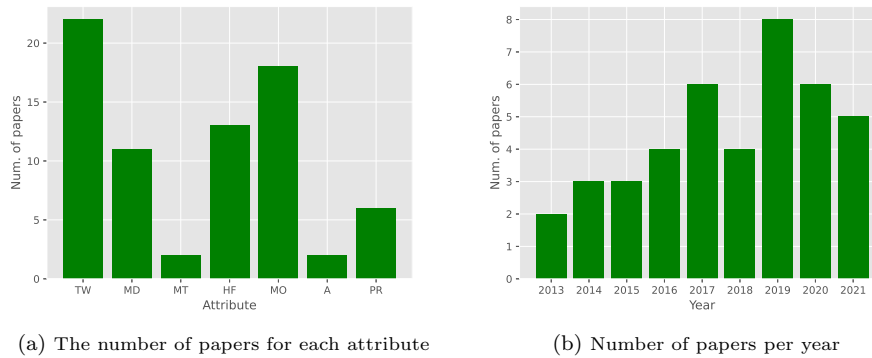 20
15
10
5
0
Num. of papers
TW MD MT HF MO A PR
Attribute
(a) The number of papers for each attribute
8
7
6
5
4
3
2
1
0
Num. of papers
2013 2014 2015 2016 2017 2018 2019 2020 2021
Year
(b) Number of papers per year